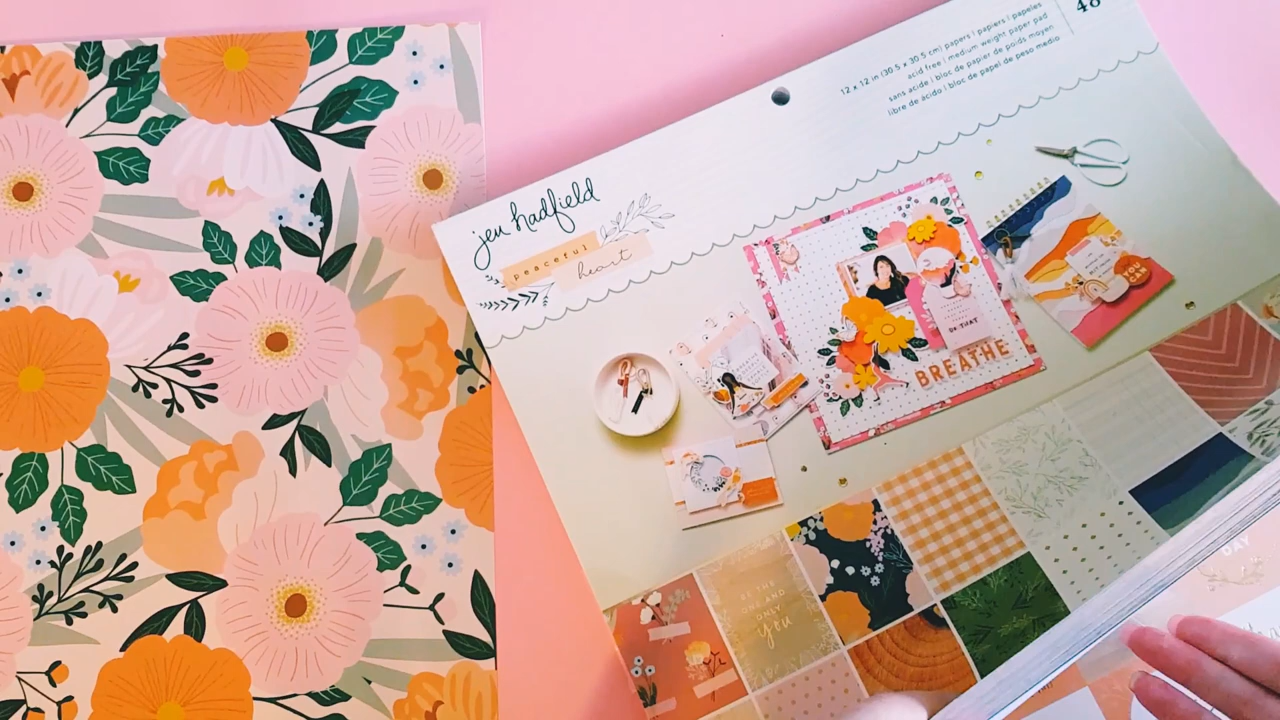 48
12 x 12 in (30.5 x 30.5 cm) papers | papiers | papeles
acid free | medium weight paper pad
sans acide | bloc de papier de poids moyen
libre de ácido | bloc de papel de peso medio
jen hadfield
peaceful
heart
YOU
CAN
BREATHE
BE THE
ONE AND
ONLY
you
DAY